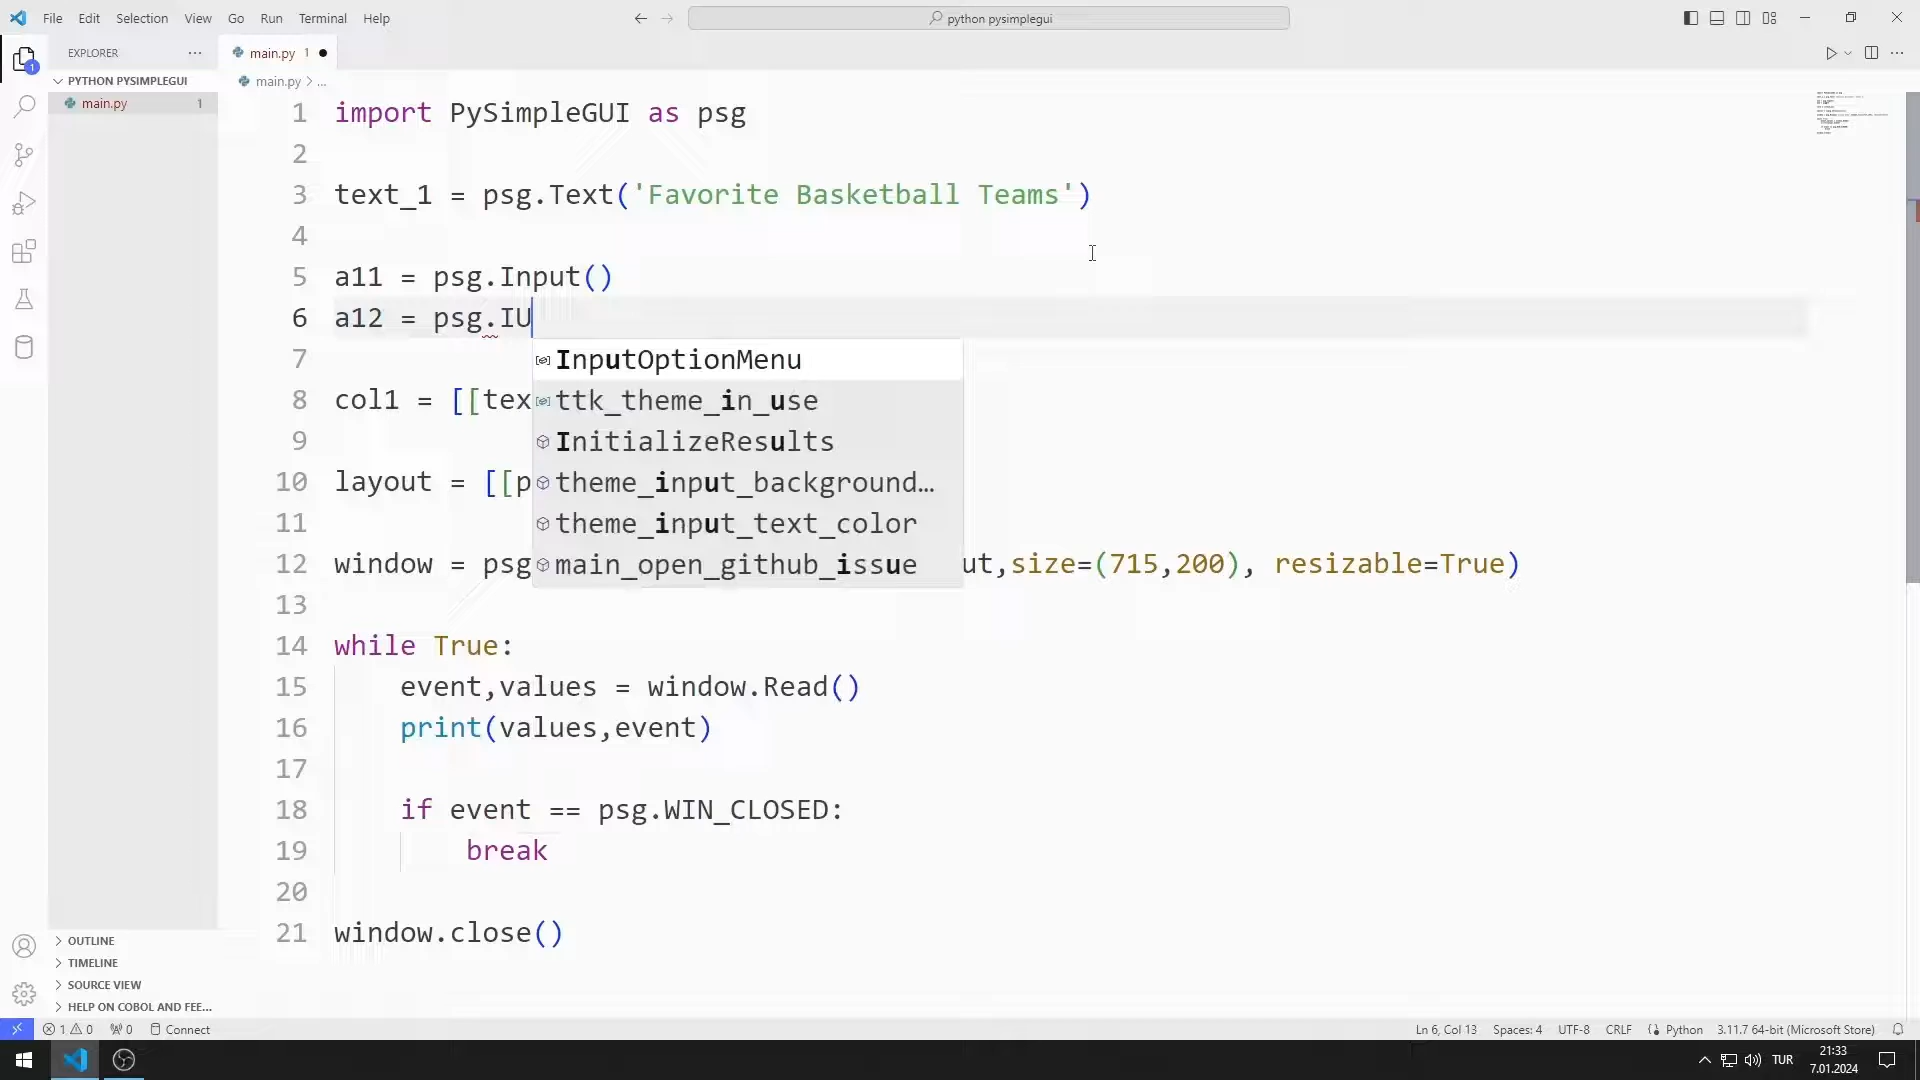 File Edit Selection View Go Run Terminal Help
python pysimplegui
EXPLORER
main.py 1
PYTHON PYSIMPLEGUI
main.py > ...
main.py 1
1
1 import PySimpleGUI as psg
2
3 text_1 = psg.Text('Favorite Basketball Teams')
4
5 a11 = psg.Input()
6 a12 = psg.IU
7 InputOptionMenu
8 col1 = [[tex ttk_theme_in_use
9 InitializeResults
10 layout = [[p theme_input_background…
11 theme_input_text_color
12 window = psg main_open_github_issue ut,size=(715,200), resizable=True)
13
14 while True:
15 event,values = window.Read()
16 print(values,event)
17
18 if event == psg.WIN_CLOSED:
19 break
20
21 window.close()
OUTLINE
TIMELINE
SOURCE VIEW
HELP ON COBOL AND FEE...
1 0 0 Connect
Ln 6, Col 13 Spaces: 4 UTF-8 CRLF Python 3.11.7 64-bit (Microsoft Store)
TUR
21:33
7.01.2024